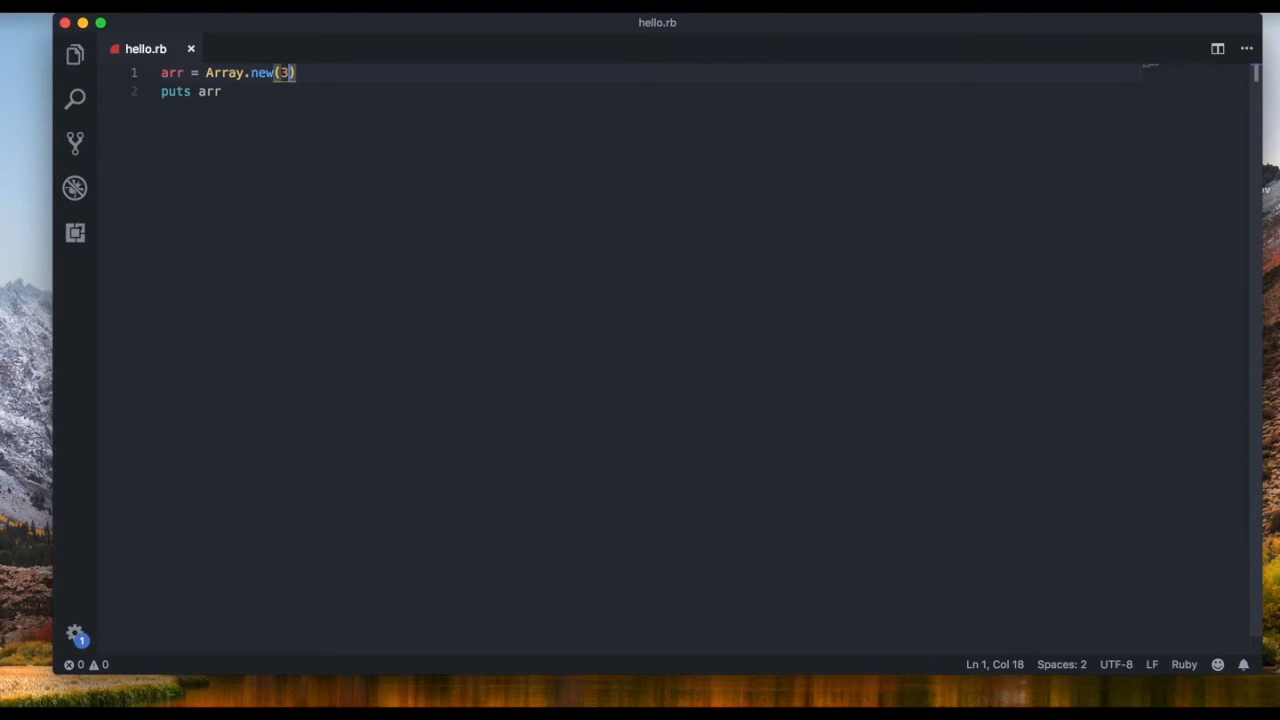 hello.rb
hello.rb ×
1 arr = Array.new(3)
2 puts arr
1
0 0 Ln 1, Col 18 Spaces: 2 UTF-8 LF Ruby